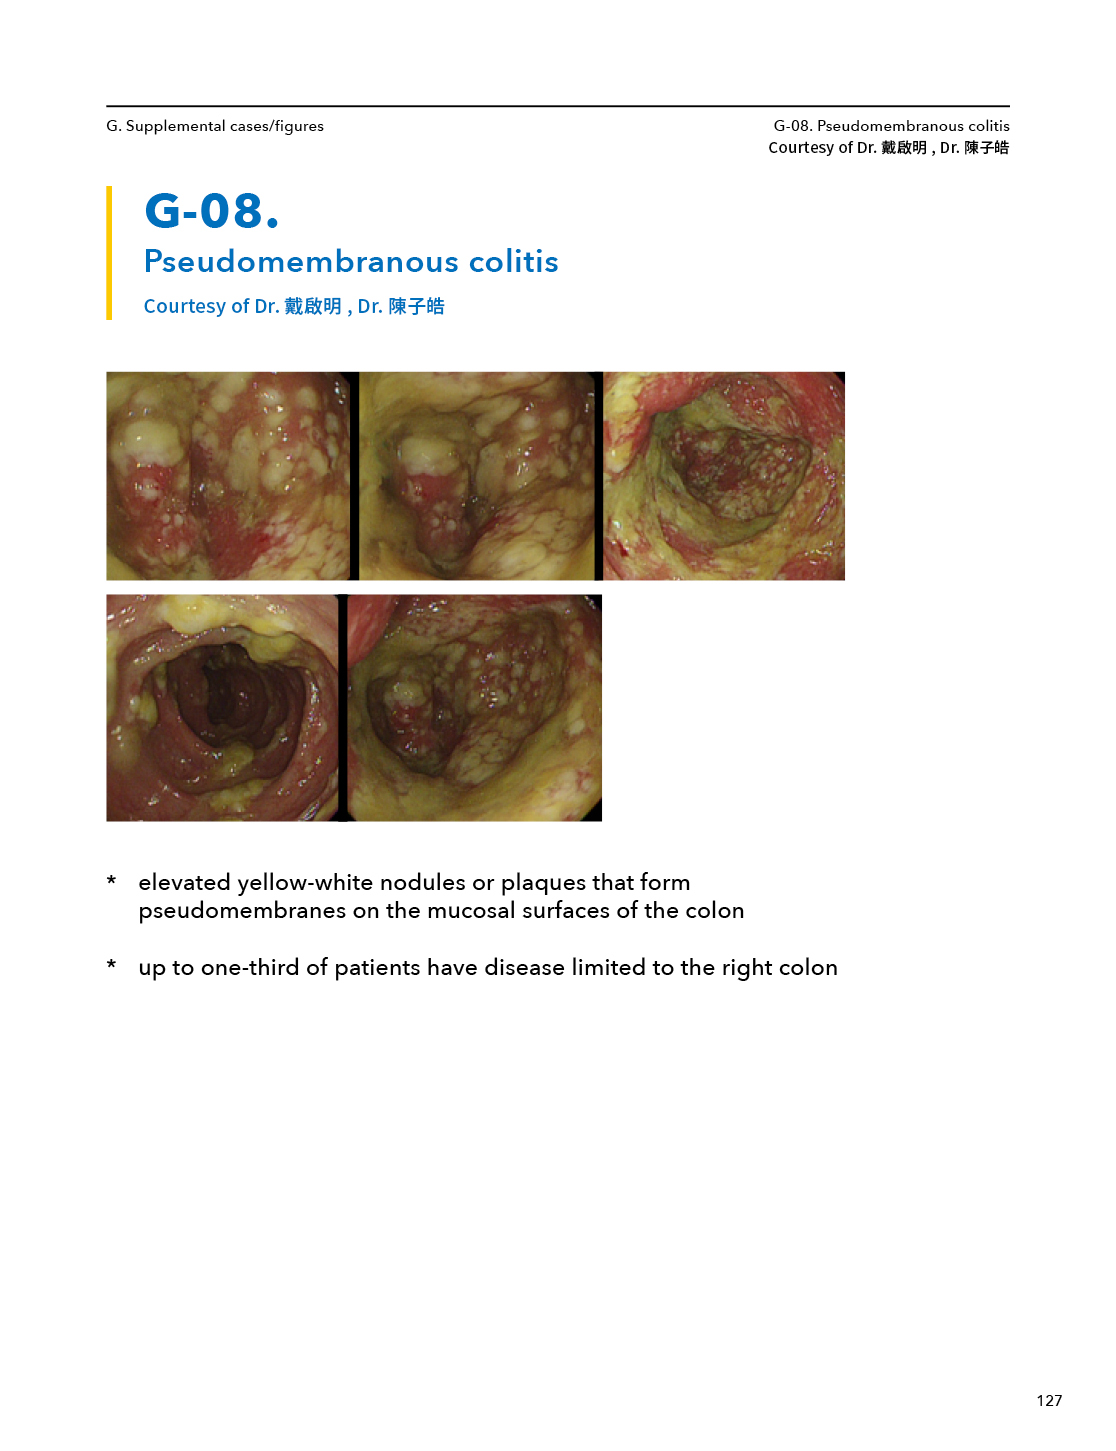 G. Supplemental cases/figures
G-08. Pseudomembranous colitis
Courtesy of Dr. 戴啟明 , Dr. 陳子皓
G-08.
Pseudomembranous colitis
Courtesy of Dr. 戴啟明 , Dr. 陳子皓
* elevated yellow-white nodules or plaques that form
pseudomembranes on the mucosal surfaces of the colon
* up to one-third of patients have disease limited to the right colon
127